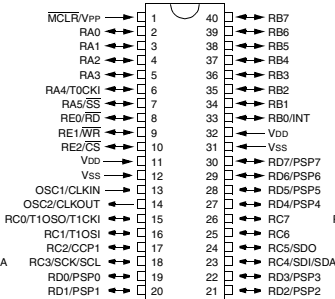 MCLR/VPP 1 40 RB7
RA0 2 39 RB6
RA1 3 38 RB5
RA2 4 37 RB4
RA3 5 36 RB3
RA4/T0CKI 6 35 RB2
RA5/SS 7 34 RB1
RE0/RD 8 33 RB0/INT
RE1/WR 9 32 VDD
RE2/CS 10 31 VSS
VDD 11 30 RD7/PSP7
VSS 12 29 RD6/PSP6
OSC1/CLKIN 13 28 RD5/PSP5
OSC2/CLKOUT 14 27 RD4/PSP4
RC0/T1OSO/T1CKI 15 26 RC7
RC1/T1OSI 16 25 RC6
RC2/CCP1 17 24 RC5/SDO
A RC3/SCK/SCL 18 23 RC4/SDI/SDA
RD0/PSP0 19 22 RD3/PSP3
RD1/PSP1 20 21 RD2/PSP2